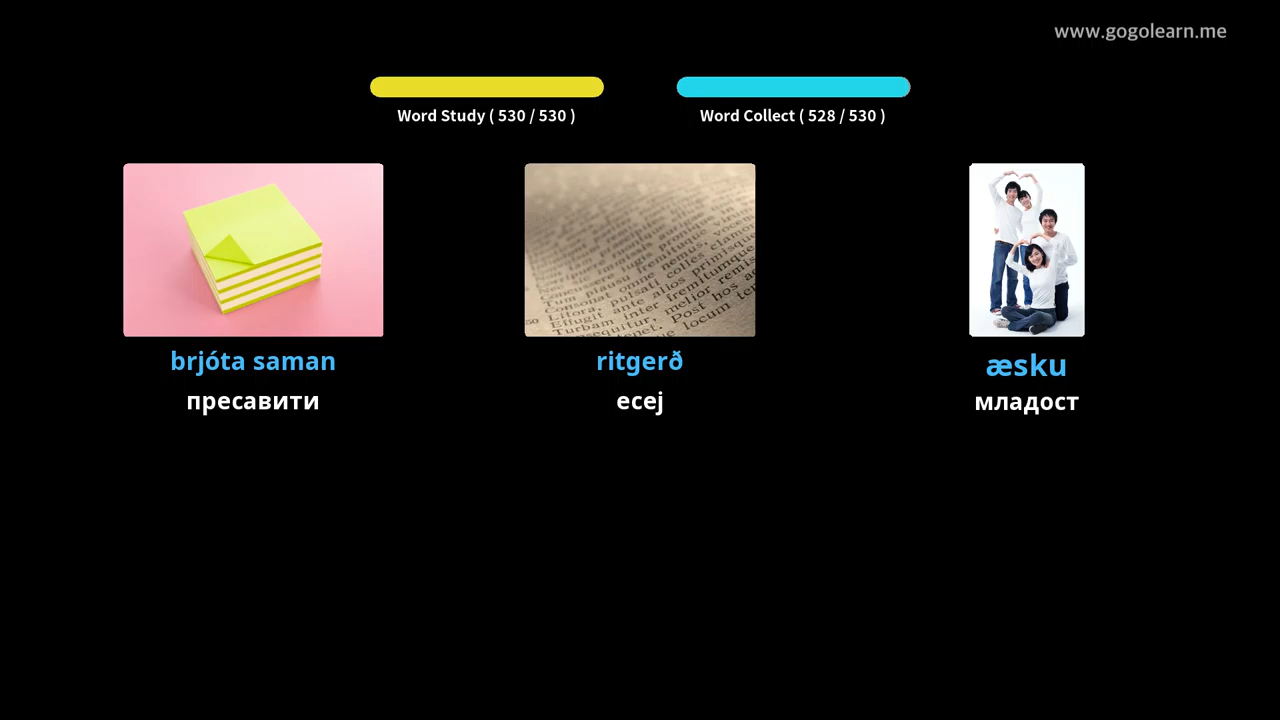 www.gogolearn.me
Word Study ( 530 / 530 )
Word Collect ( 528 / 530 )
brjóta saman
ritgerð
æsku
пресавити
есеј
младост